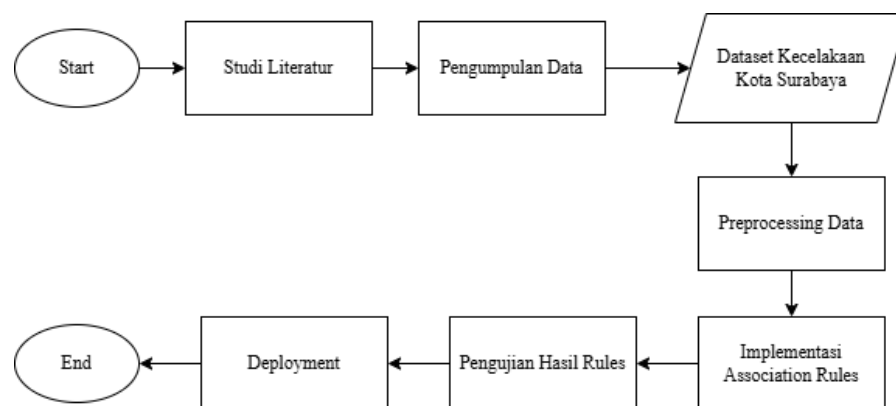 Start
Studi Literatur
Pengumpulan Data
Dataset Kecelakaan
Kota Surabaya
Preprocessing Data
Implementasi
Association Rules
Pengujian Hasil Rules
Deployment
End